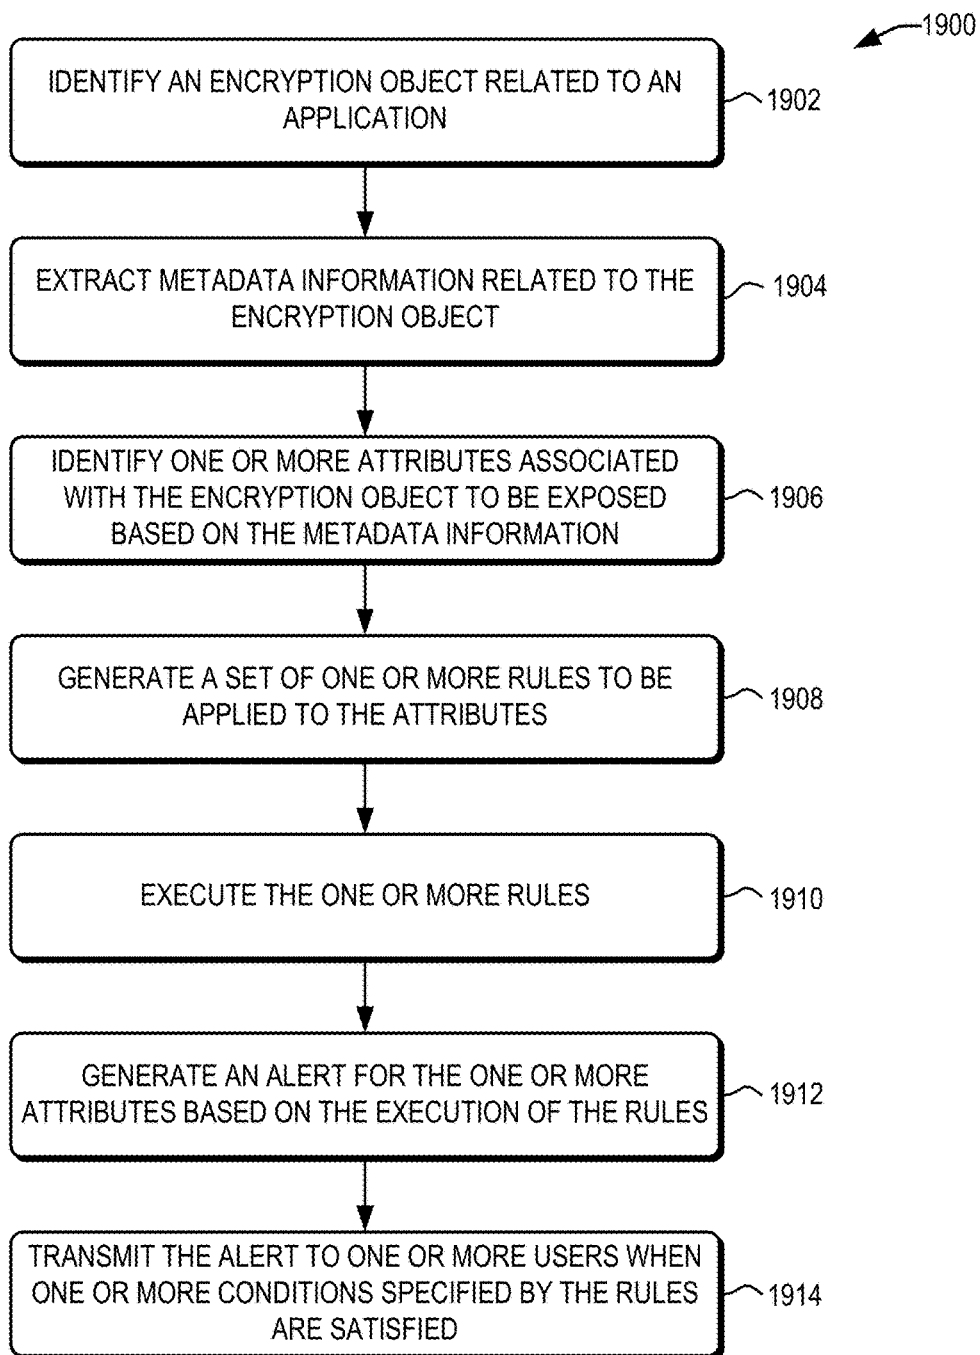 1900
IDENTIFY AN ENCRYPTION OBJECT RELATED TO AN
APPLICATION
1902
EXTRACT METADATA INFORMATION RELATED TO THE
ENCRYPTION OBJECT
1904
IDENTIFY ONE OR MORE ATTRIBUTES ASSOCIATED
WITH THE ENCRYPTION OBJECT TO BE EXPOSED
BASED ON THE METADATA INFORMATION
1906
GENERATE A SET OF ONE OR MORE RULES TO BE
APPLIED TO THE ATTRIBUTES
1908
EXECUTE THE ONE OR MORE RULES
1910
GENERATE AN ALERT FOR THE ONE OR MORE
ATTRIBUTES BASED ON THE EXECUTION OF THE RULES
1912
TRANSMIT THE ALERT TO ONE OR MORE USERS WHEN
ONE OR MORE CONDITIONS SPECIFIED BY THE RULES
ARE SATISFIED
1914